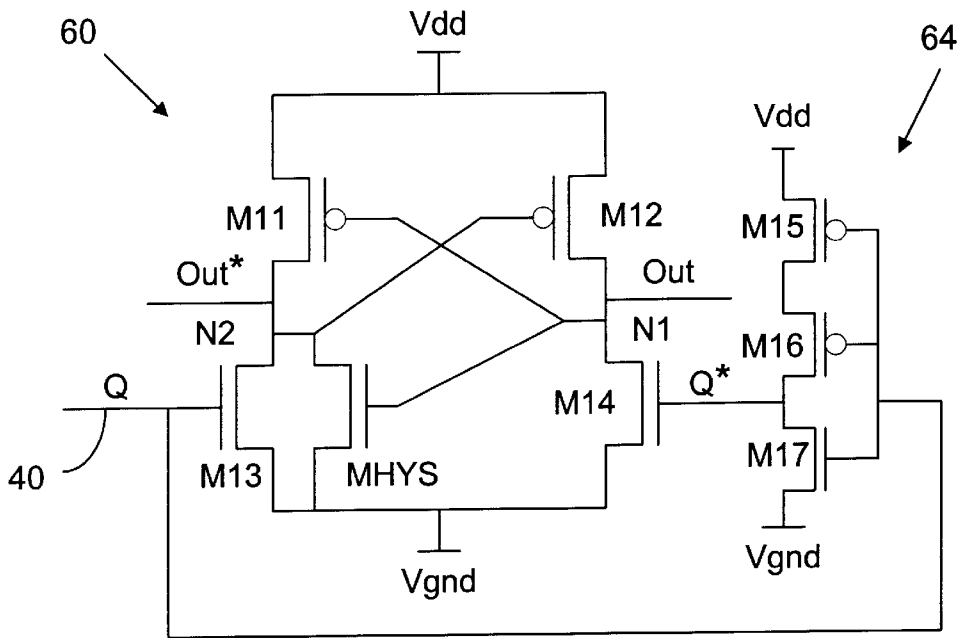 60
Vdd
64
Vdd
M11
M12
M15
Out*
Out
N2
N1
M16
Q
Q*
M14
M17
40
M13
MHYS
Vgnd
Vgnd